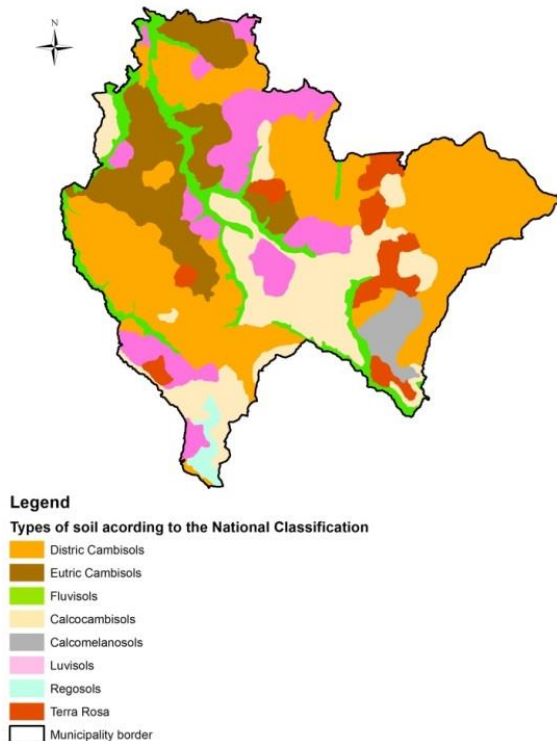 N
Legend
Types of soil acording to the National Classification
Distric Cambisols
Eutric Cambisols
Fluvisols
Calcocambisols
Calcomelanosols
Luvisols
Regosols
Terra Rosa
Municipality border